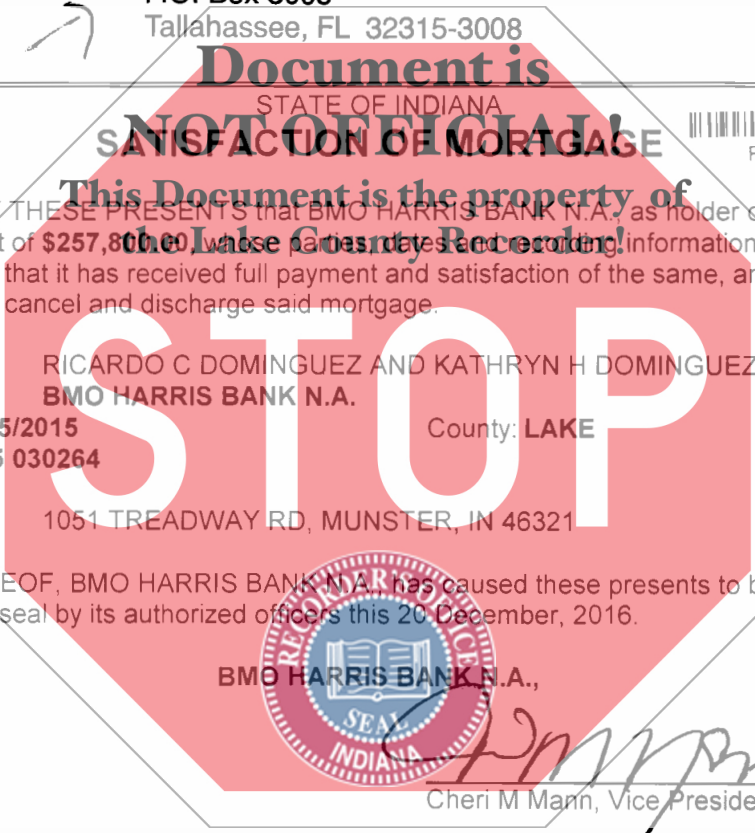 Tallahassee, FL 32315-3008
Document is
STATE OF INDIANA
NOT OFFICIAL!
SATISFACTION OF MORTGAGE
This Document is the property of
THESE PRESENTS that BMO HARRIS BANK N.A., as holder
the Lake County Recorder!
of $257,800.00, whose parties, dates and recording information
that it has received full payment and satisfaction of the same,
cancel and discharge said mortgage.
RICARDO C DOMINGUEZ AND KATHRYN H DOMINGUEZ
BMO HARRIS BANK N.A.
5/2015 County: LAKE
030264
STOP
1051 TREADWAY RD, MUNSTER, IN 46321
EOF, BMO HARRIS BANK N.A., has caused these presents to
seal by its authorized officers this 20 December, 2016.
RECORDER'S OFFICE
BMO HARRIS BANK N.A.,
SEAL
INDIANA
Cheri M Mann, Vice